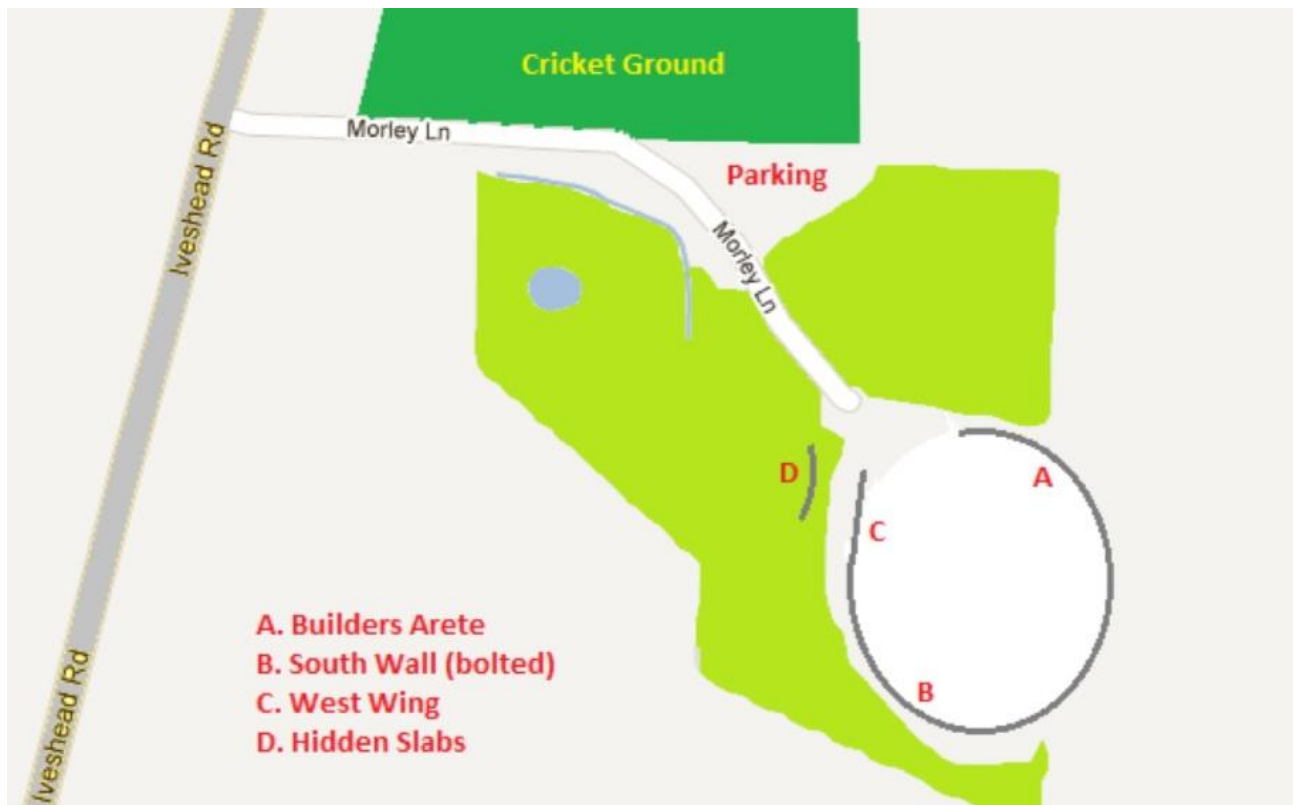 Cricket Ground
Morley Ln
Iveshead Rd
Parking
Morley Ln
D
A
C
A. Builders Arete
B. South Wall (bolted)
C. West Wing
D. Hidden Slabs
B
Iveshead Rd